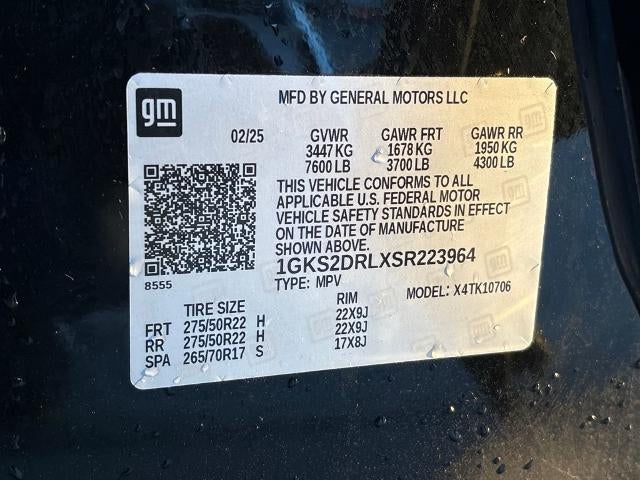 gm
MFD BY GENERAL MOTORS LLC
02/25 GVWR GAWR FRT GAWR RR
3447 KG 1678 KG 1950 KG
7600 LB 3700 LB 4300 LB
THIS VEHICLE CONFORMS TO ALL
APPLICABLE U.S. FEDERAL MOTOR
VEHICLE SAFETY STANDARDS IN EFFECT
ON THE DATE OF MANUFACTURE
SHOWN ABOVE.
1GKS2DRLXSR223964
8555
TYPE: MPV MODEL: X4TK10706
TIRE SIZE RIM
FRT 275/50R22 H 22X9J
RR 275/50R22 H 22X9J
SPA 265/70R17 S 17X8J